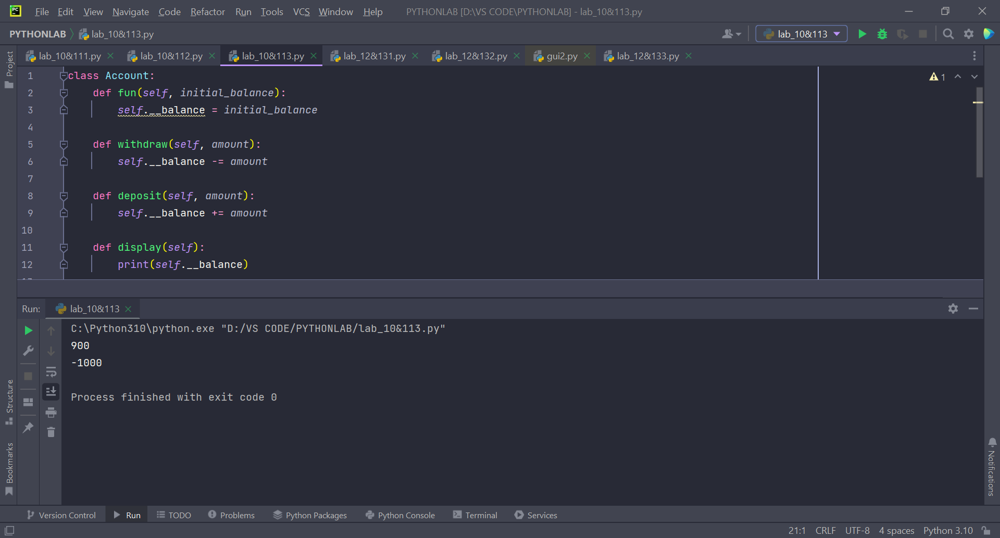 PC File Edit View Navigate Code Refactor Run Tools VCS Window Help PYTHONLAB [D:\VS CODE\PYTHONLAB] - lab_10&113.py
PYTHONLAB lab_10&113.py lab_10&113
lab_10&111.py lab_10&112.py lab_10&113.py lab_12&131.py lab_12&132.py gui2.py lab_12&133.py
Project
1 class Account:
2 def fun(self, initial_balance):
3 self.__balance = initial_balance
4
5 def withdraw(self, amount):
6 self.__balance -= amount
7
8 def deposit(self, amount):
9 self.__balance += amount
10
11 def display(self):
12 print(self.__balance)
1
Run: lab_10&113
C:\Python310\python.exe "D:/VS CODE/PYTHONLAB/lab_10&113.py"
900
-1000
Process finished with exit code 0
Structure
Bookmarks
Notifications
Version Control Run TODO Problems Python Packages Python Console Terminal Services
21:1 CRLF UTF-8 4 spaces Python 3.10